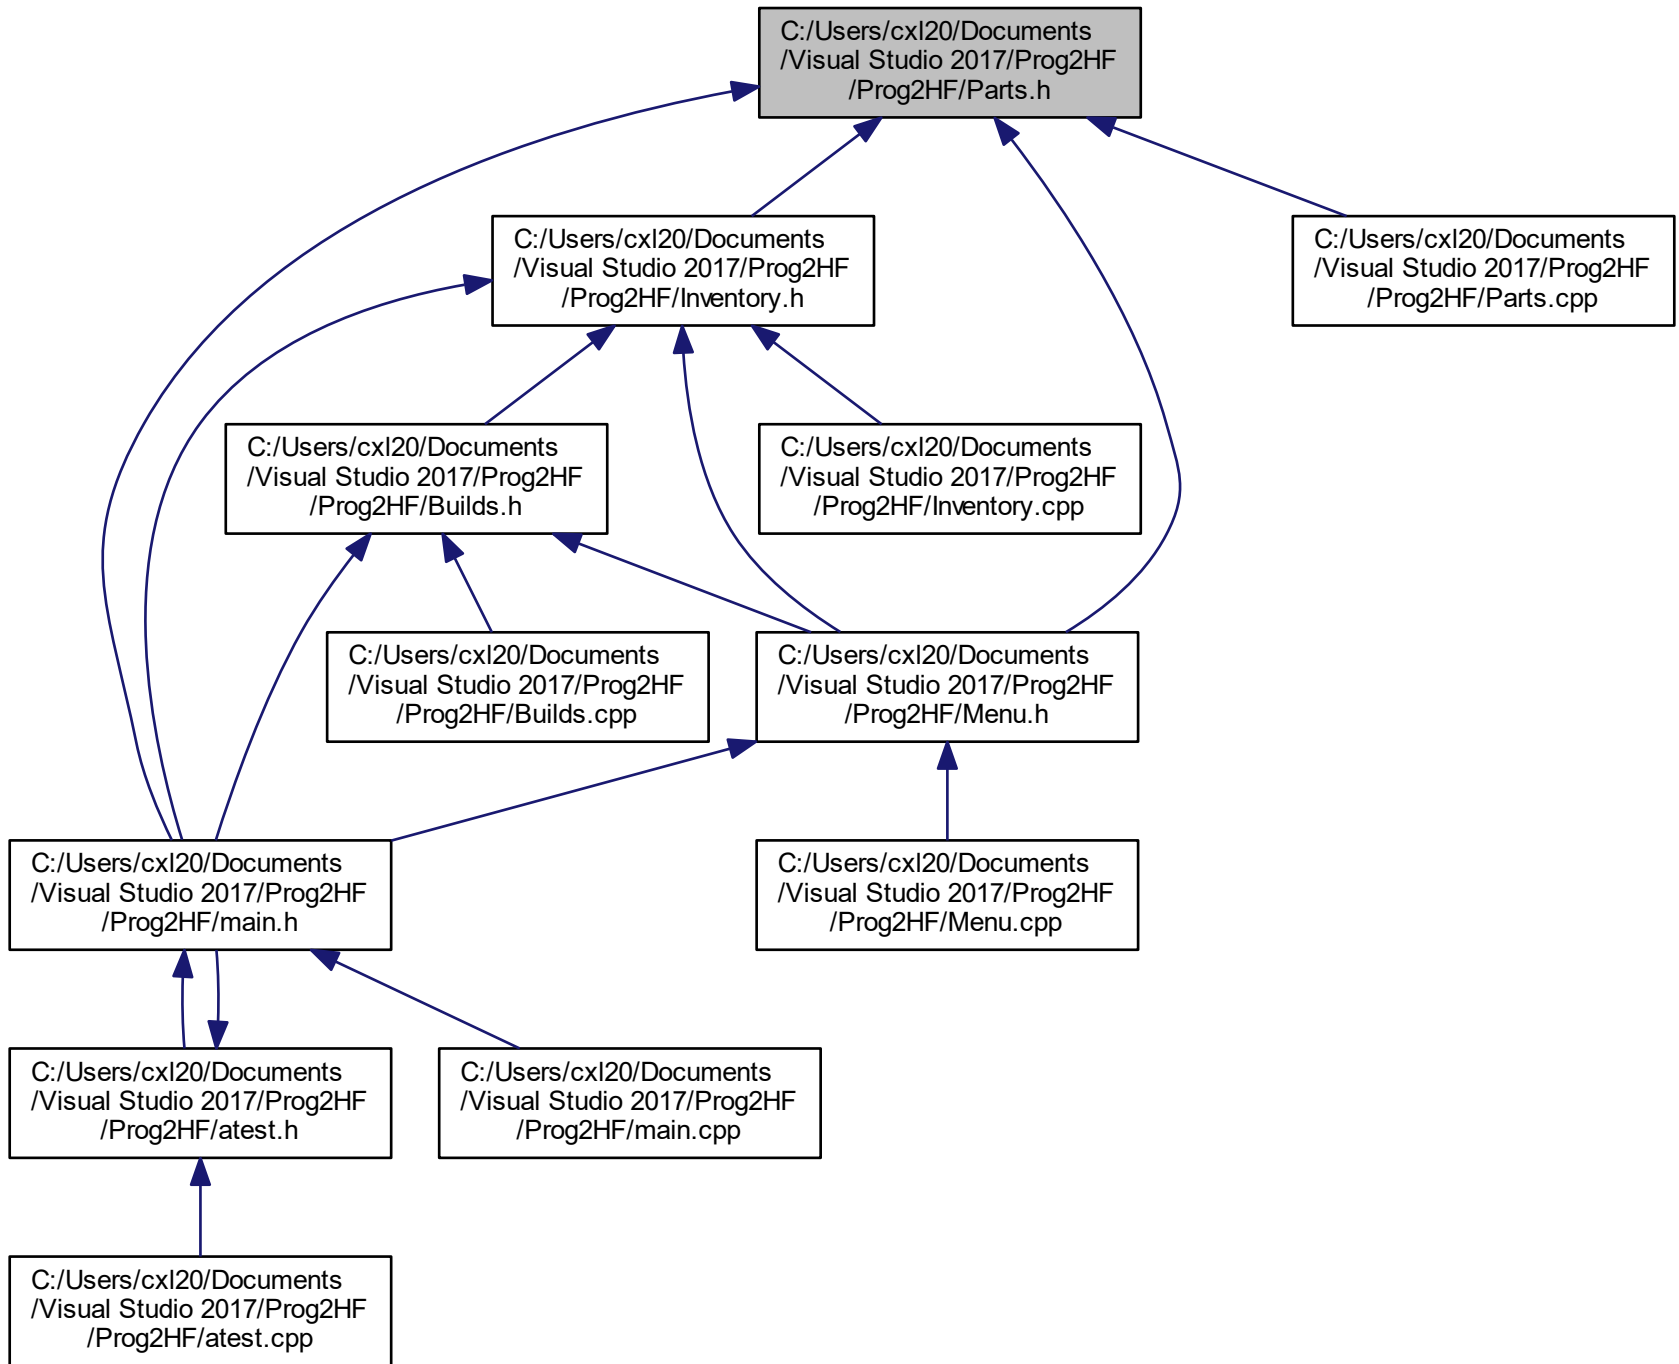 C:/Users/cxl20/Documents
/Visual Studio 2017/Prog2HF
/Prog2HF/Parts.h
C:/Users/cxl20/Documents
/Visual Studio 2017/Prog2HF
/Prog2HF/Inventory.h
C:/Users/cxl20/Documents
/Visual Studio 2017/Prog2HF
/Prog2HF/Parts.cpp
C:/Users/cxl20/Documents
/Visual Studio 2017/Prog2HF
/Prog2HF/Builds.h
C:/Users/cxl20/Documents
/Visual Studio 2017/Prog2HF
/Prog2HF/Inventory.cpp
C:/Users/cxl20/Documents
/Visual Studio 2017/Prog2HF
/Prog2HF/Builds.cpp
C:/Users/cxl20/Documents
/Visual Studio 2017/Prog2HF
/Prog2HF/Menu.h
C:/Users/cxl20/Documents
/Visual Studio 2017/Prog2HF
/Prog2HF/main.h
C:/Users/cxl20/Documents
/Visual Studio 2017/Prog2HF
/Prog2HF/Menu.cpp
C:/Users/cxl20/Documents
/Visual Studio 2017/Prog2HF
/Prog2HF/atest.h
C:/Users/cxl20/Documents
/Visual Studio 2017/Prog2HF
/Prog2HF/main.cpp
C:/Users/cxl20/Documents
/Visual Studio 2017/Prog2HF
/Prog2HF/atest.cpp